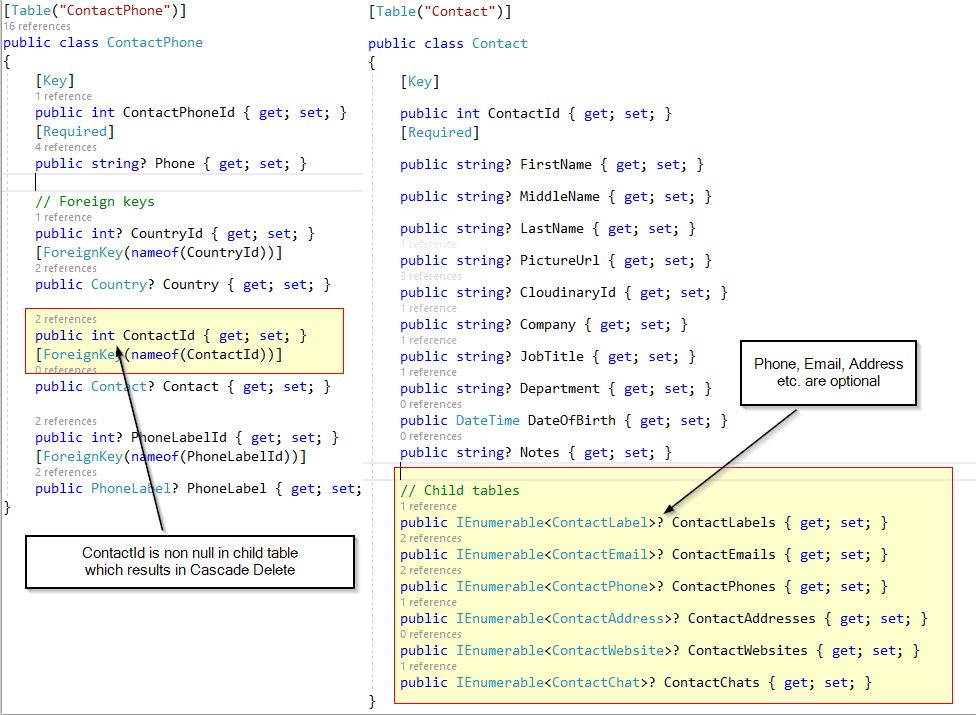 [Table("ContactPhone")]
16 references
public class ContactPhone
{
[Key]
1 reference
public int ContactPhoneId { get; set; }
[Required]
4 references
public string? Phone { get; set; }
// Foreign keys
1 reference
public int? CountryId { get; set; }
[ForeignKey(nameof(CountryId))]
2 references
public Country? Country { get; set; }
2 references
public int ContactId { get; set; }
[ForeignKey(nameof(ContactId))]
0 references
public Contact? Contact { get; set; }
2 references
public int? PhoneLabelId { get; set; }
[ForeignKey(nameof(PhoneLabelId))]
2 references
public PhoneLabel? PhoneLabel { get; set;
}
ContactId is non null in child table
which results in Cascade Delete
[Table("Contact")]
public class Contact
{
[Key]
public int ContactId { get; set; }
[Required]
public string? FirstName { get; set; }
public string? MiddleName { get; set; }
public string? LastName { get; set; }
1 reference
public string? PictureUrl { get; set; }
3 references
public string? CloudinaryId { get; set; }
1 reference
public string? Company { get; set; }
1 reference
public string? JobTitle { get; set; }
1 reference
public string? Department { get; set; }
0 references
public DateTime DateOfBirth { get; set; }
0 references
public string? Notes { get; set; }
Phone, Email, Address
etc. are optional
// Child tables
1 reference
public IEnumerable<ContactLabel>? ContactLabels { get; set; }
2 references
public IEnumerable<ContactEmail>? ContactEmails { get; set; }
2 references
public IEnumerable<ContactPhone>? ContactPhones { get; set; }
1 reference
public IEnumerable<ContactAddress>? ContactAddresses { get; set; }
0 references
public IEnumerable<ContactWebsite>? ContactWebsites { get; set; }
1 reference
public IEnumerable<ContactChat>? ContactChats { get; set; }
}